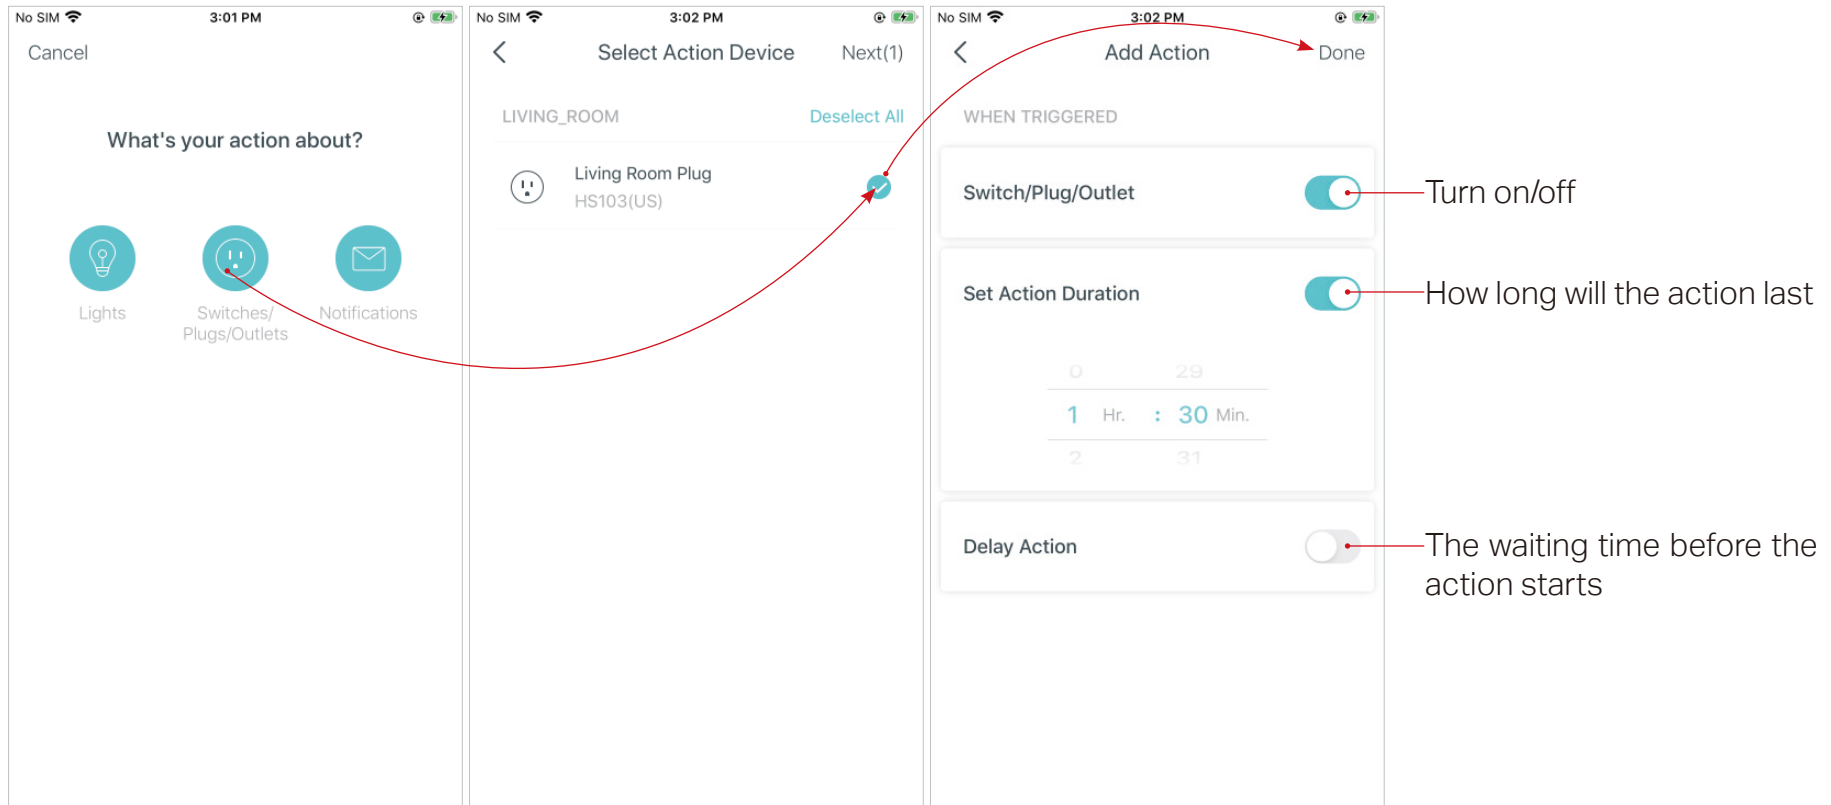 No SIM
3:01 PM
Cancel
What's your action about?
Lights
Switches/
Plugs/Outlets
Notifications
No SIM
3:02 PM
Select Action Device
Next(1)
LIVING_ROOM
Deselect All
Living Room Plug
HS103(US)
No SIM
3:02 PM
Add Action
Done
WHEN TRIGGERED
Switch/Plug/Outlet
Set Action Duration
0 29
1 Hr. : 30 Min.
2 31
Delay Action
Turn on/off
How long will the action last
The waiting time before the
action starts